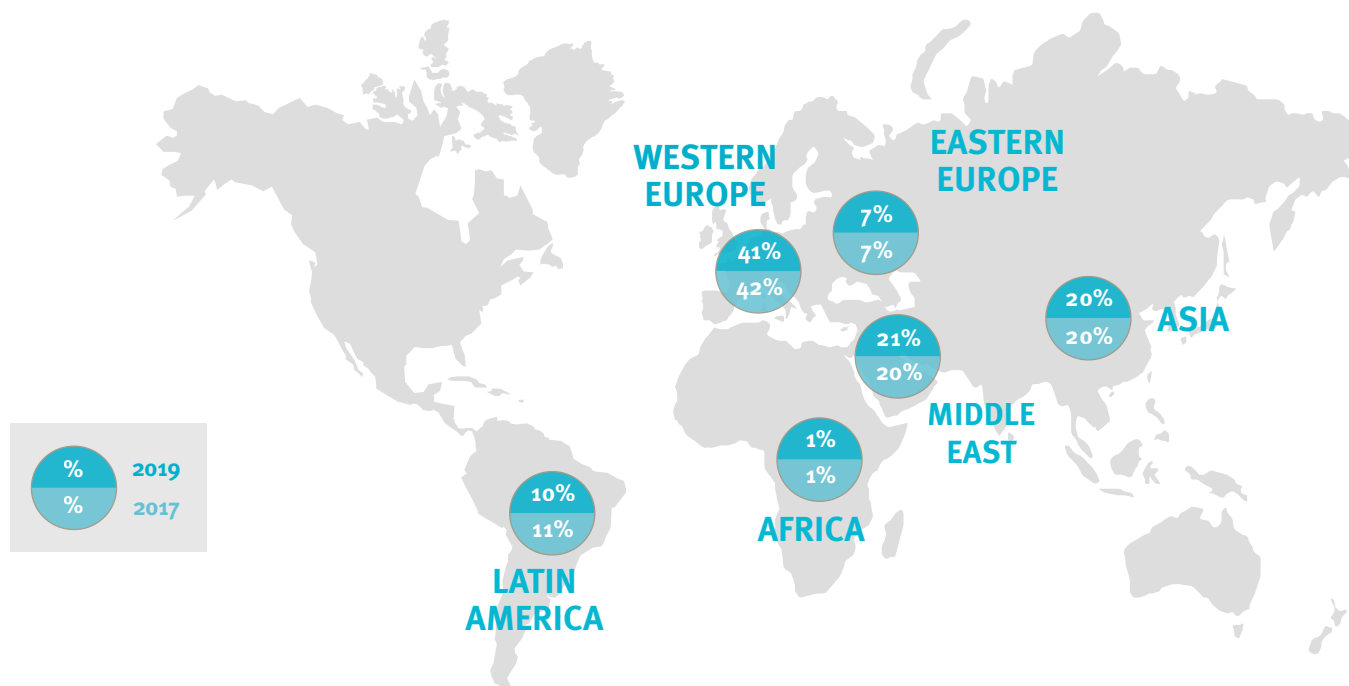 WESTERN
EUROPE
41%
42%
EASTERN
EUROPE
7%
7%
20%
20%
ASIA
21%
20%
MIDDLE
EAST
1%
1%
AFRICA
10%
11%
LATIN
AMERICA
% 2019
% 2017